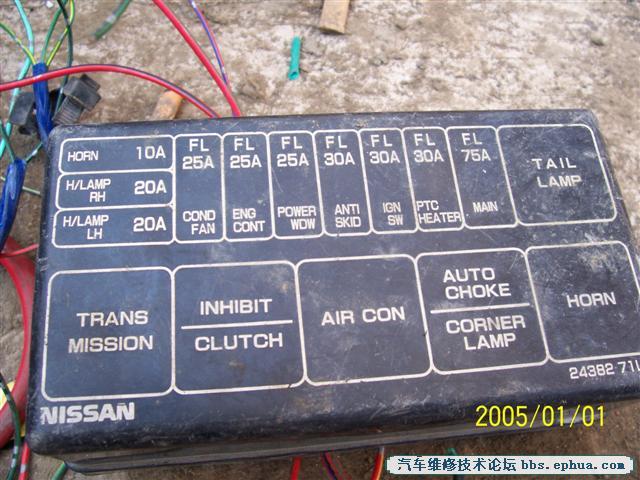 HORN 10A
H/LAMP RH 20A
H/LAMP LH 20A
FL 25A COND FAN
FL 25A ENG CONT
FL 25A POWER WDW
FL 30A ANTI SKID
FL 30A IGN SW
FL 30A PTC HEATER
FL 75A MAIN
TAIL LAMP
TRANS MISSION
INHIBIT
CLUTCH
AIR CON
AUTO CHOKE
CORNER LAMP
HORN
24382 71L
NISSAN
2005/01/01
汽车维修技术论坛 bbs.ephua.com